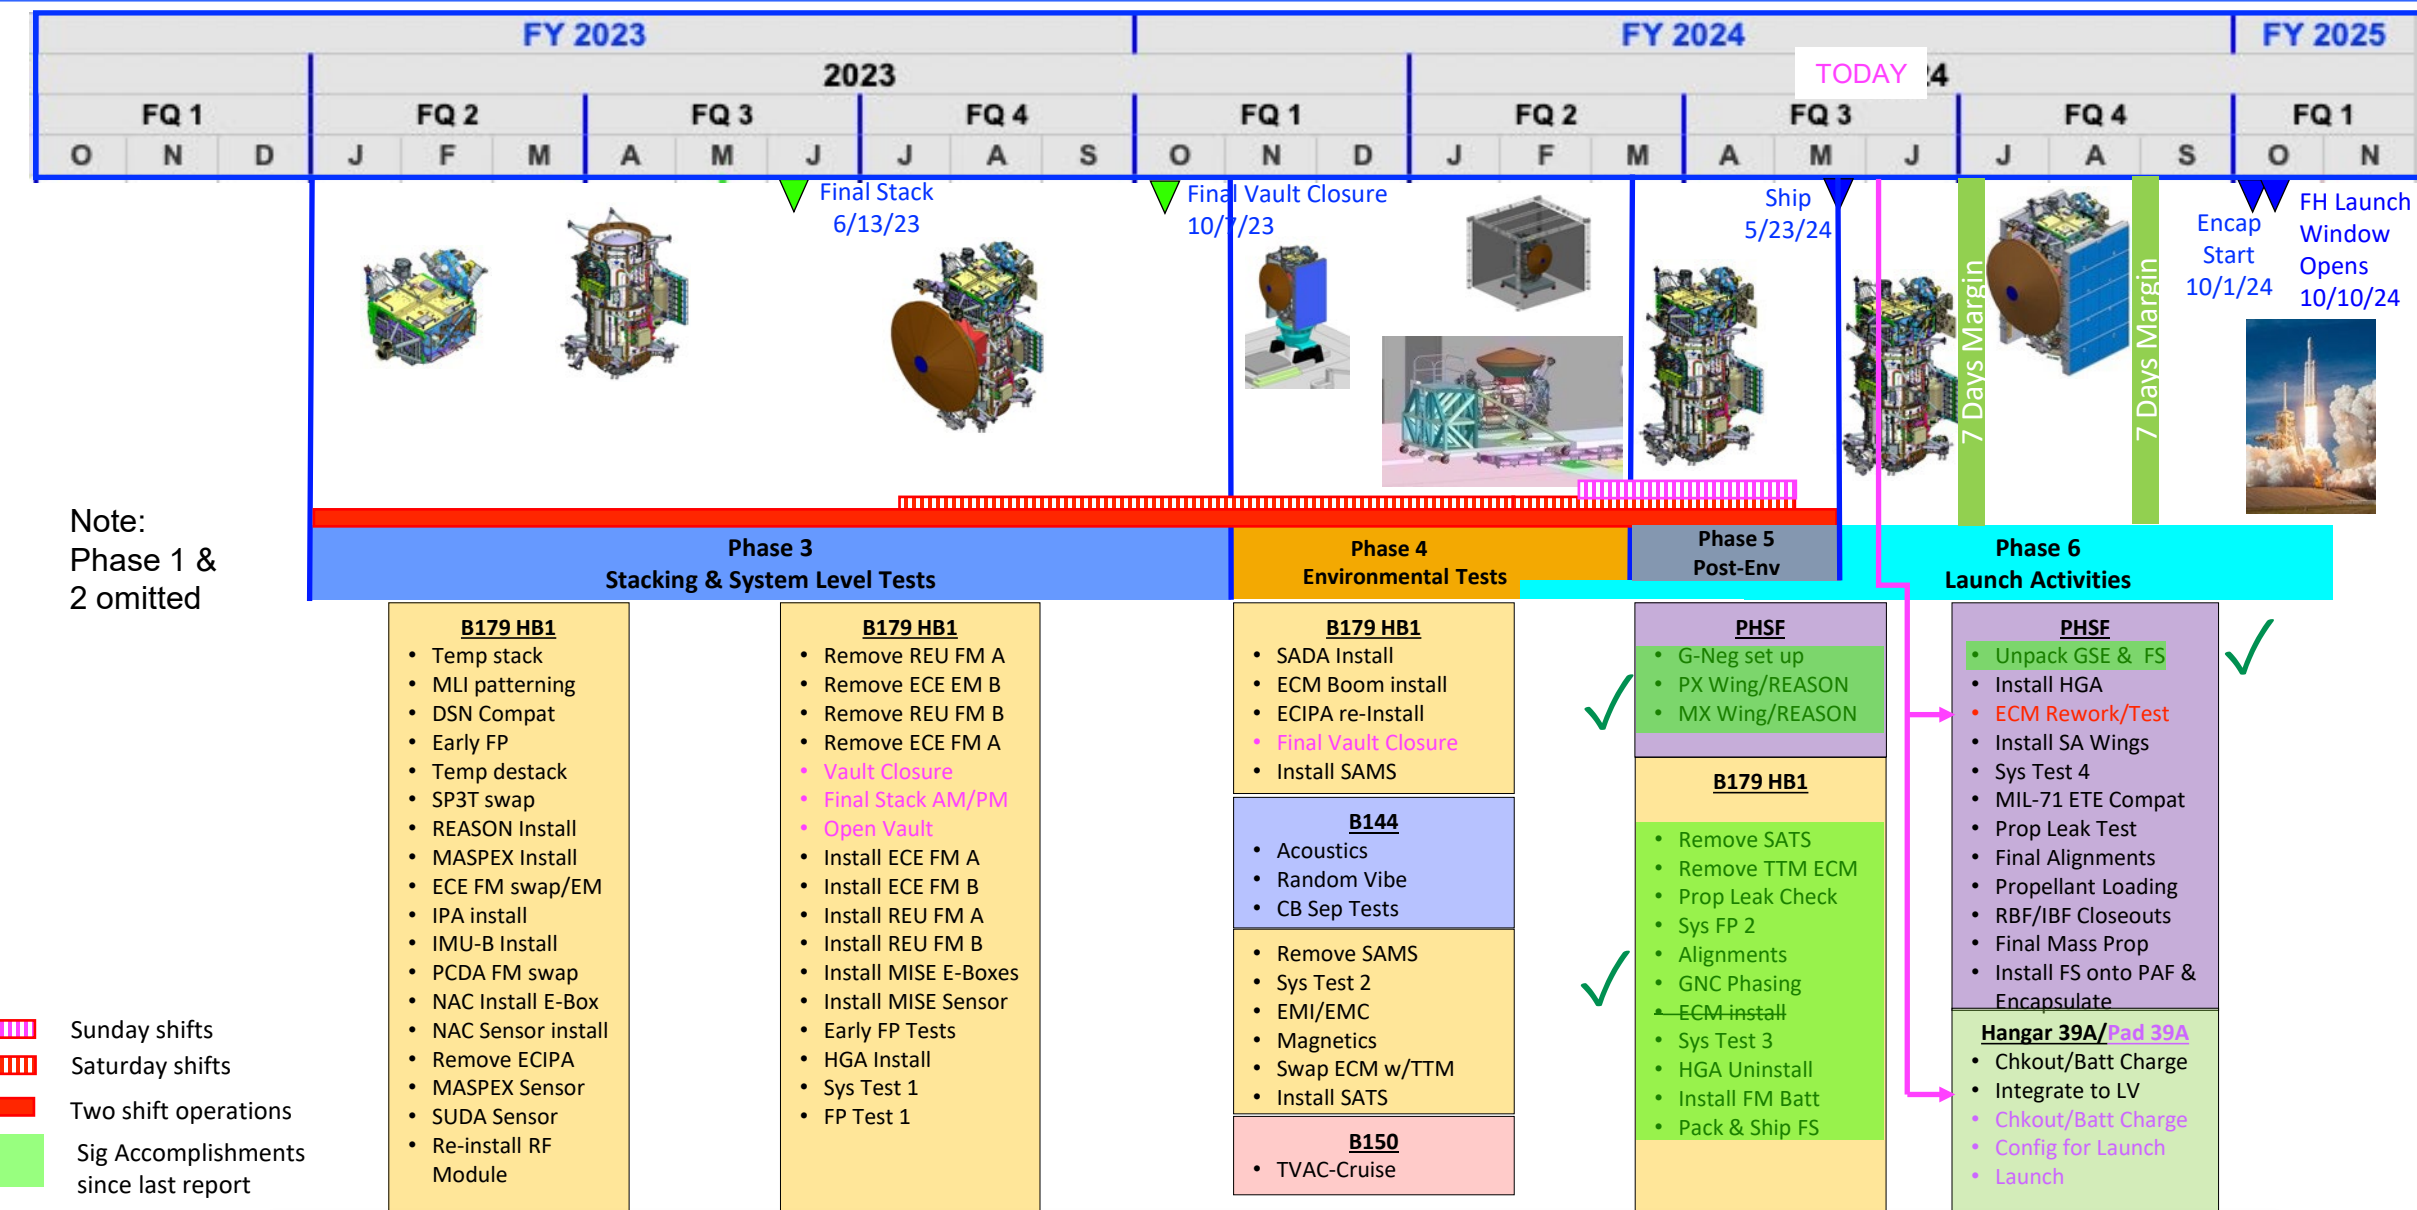 FY 2023
FY 2024
FY 2025
2023
TODAY
24
FQ 1
FQ 2
FQ 3
FQ 4
FQ 1
FQ 2
FQ 3
FQ 4
FQ 1
O N D J F M A M J J A S O N D J F M A M J J A S O N
Final Stack
6/13/23
Final Vault Closure
10/7/23
Ship
5/23/24
Encap
Start
10/1/24
FH Launch
Window
Opens
10/10/24
7 Days Margin
7 Days Margin
Note:
Phase 1 &
2 omitted
Phase 3
Stacking & System Level Tests
Phase 4
Environmental Tests
Phase 5
Post-Env
Phase 6
Launch Activities
B179 HB1
• Temp stack
• MLI patterning
• DSN Compat
• Early FP
• Temp destack
• SP3T swap
• REASON Install
• MASPEX Install
• ECE FM swap/EM
• IPA install
• IMU-B Install
• PCDA FM swap
• NAC Install E-Box
• NAC Sensor install
• Remove ECIPA
• MASPEX Sensor
• SUDA Sensor
• Re-install RF
Module
B179 HB1
• Remove REU FM A
• Remove ECE EM B
• Remove REU FM B
• Remove ECE FM A
• Vault Closure
• Final Stack AM/PM
• Open Vault
• Install ECE FM A
• Install ECE FM B
• Install REU FM A
• Install REU FM B
• Install MISE E-Boxes
• Install MISE Sensor
• Early FP Tests
• HGA Install
• Sys Test 1
• FP Test 1
B179 HB1
• SADA Install
• ECM Boom install
• ECIPA re-Install
• Final Vault Closure
• Install SAMS
B144
• Acoustics
• Random Vibe
• CB Sep Tests
• Remove SAMS
• Sys Test 2
• EMI/EMC
• Magnetics
• Swap ECM w/TTM
• Install SATS
B150
• TVAC-Cruise
PHSF
• G-Neg set up
• PX Wing/REASON
• MX Wing/REASON
B179 HB1
• Remove SATS
• Remove TTM ECM
• Prop Leak Check
• Sys FP 2
• Alignments
• GNC Phasing
• ECM install
• Sys Test 3
• HGA Uninstall
• Install FM Batt
• Pack & Ship FS
PHSF
• Unpack GSE & FS
• Install HGA
• ECM Rework/Test
• Install SA Wings
• Sys Test 4
• MIL-71 ETE Compat
• Prop Leak Test
• Final Alignments
• Propellant Loading
• RBF/IBF Closeouts
• Final Mass Prop
• Install FS onto PAF &
Encapsulate
Hangar 39A/Pad 39A
• Chkout/Batt Charge
• Integrate to LV
• Chkout/Batt Charge
• Config for Launch
• Launch
Sunday shifts
Saturday shifts
Two shift operations
Sig Accomplishments
since last report